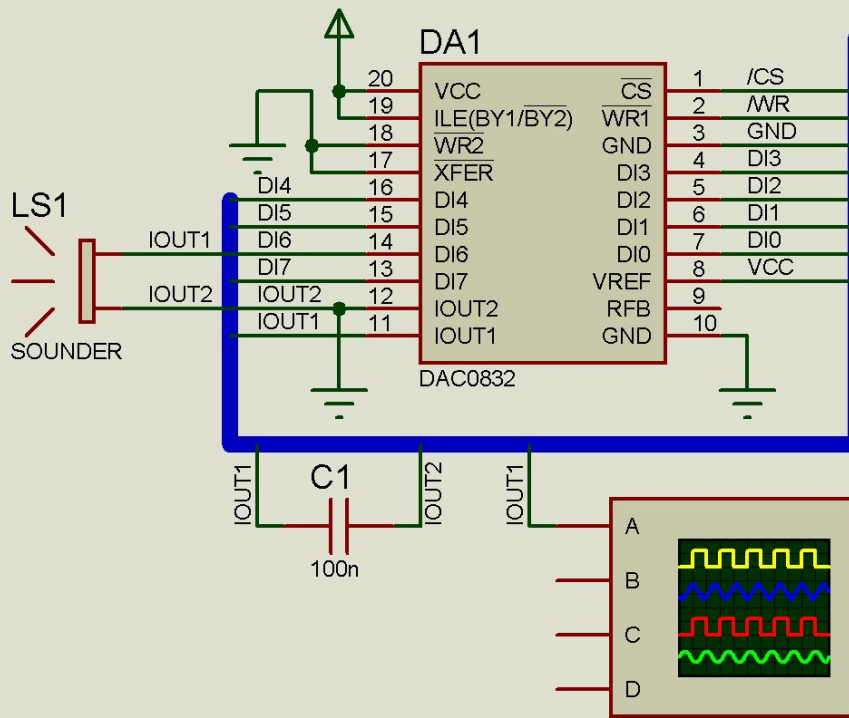 DA1
20 VCC
19 ILE(BY1/BY2)
18 WR2
17 XFER
DI4 16 DI4
DI5 15 DI5
DI6 14 DI6
DI7 13 DI7
IOUT2 12 IOUT2
IOUT1 11 IOUT1
CS 1 /CS
WR1 2 /WR
GND 3 GND
DI3 4 DI3
DI2 5 DI2
DI1 6 DI1
DI0 7 DI0
VREF 8 VCC
RFB 9
GND 10
DAC0832
LS1
IOUT1
IOUT2
SOUNDER
IOUT1
C1
100n
IOUT2
IOUT1
A
B
C
D